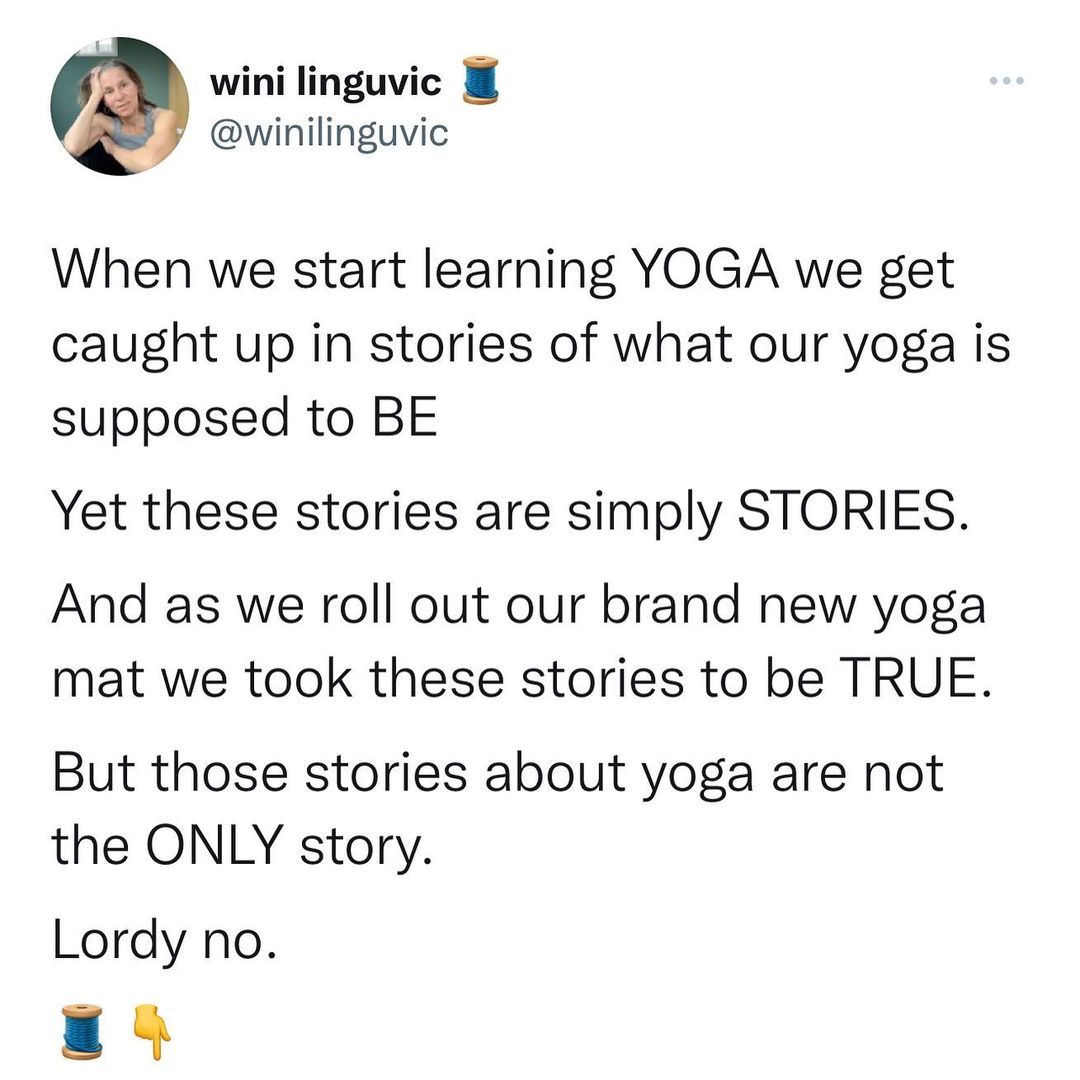 wini linguvic 🧵
@winilinguvic
When we start learning YOGA we get
caught up in stories of what our yoga is
supposed to BE
Yet these stories are simply STORIES.
And as we roll out our brand new yoga
mat we took these stories to be TRUE.
But those stories about yoga are not
the ONLY story.
Lordy no.
🧵 👇